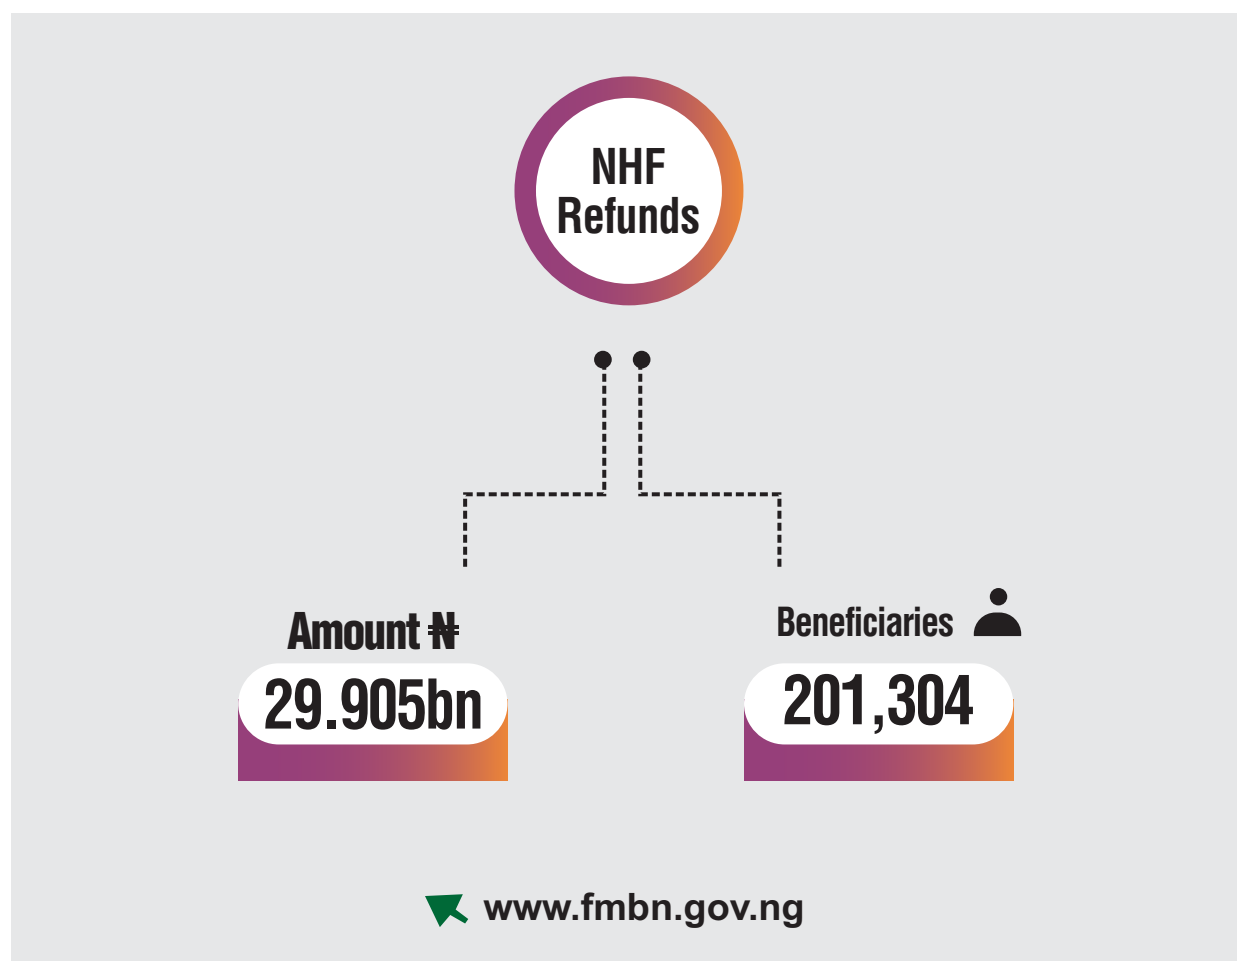 NHF
Refunds
Amount ₦
29.905bn
Beneficiaries
201,304
www.fmbn.gov.ng